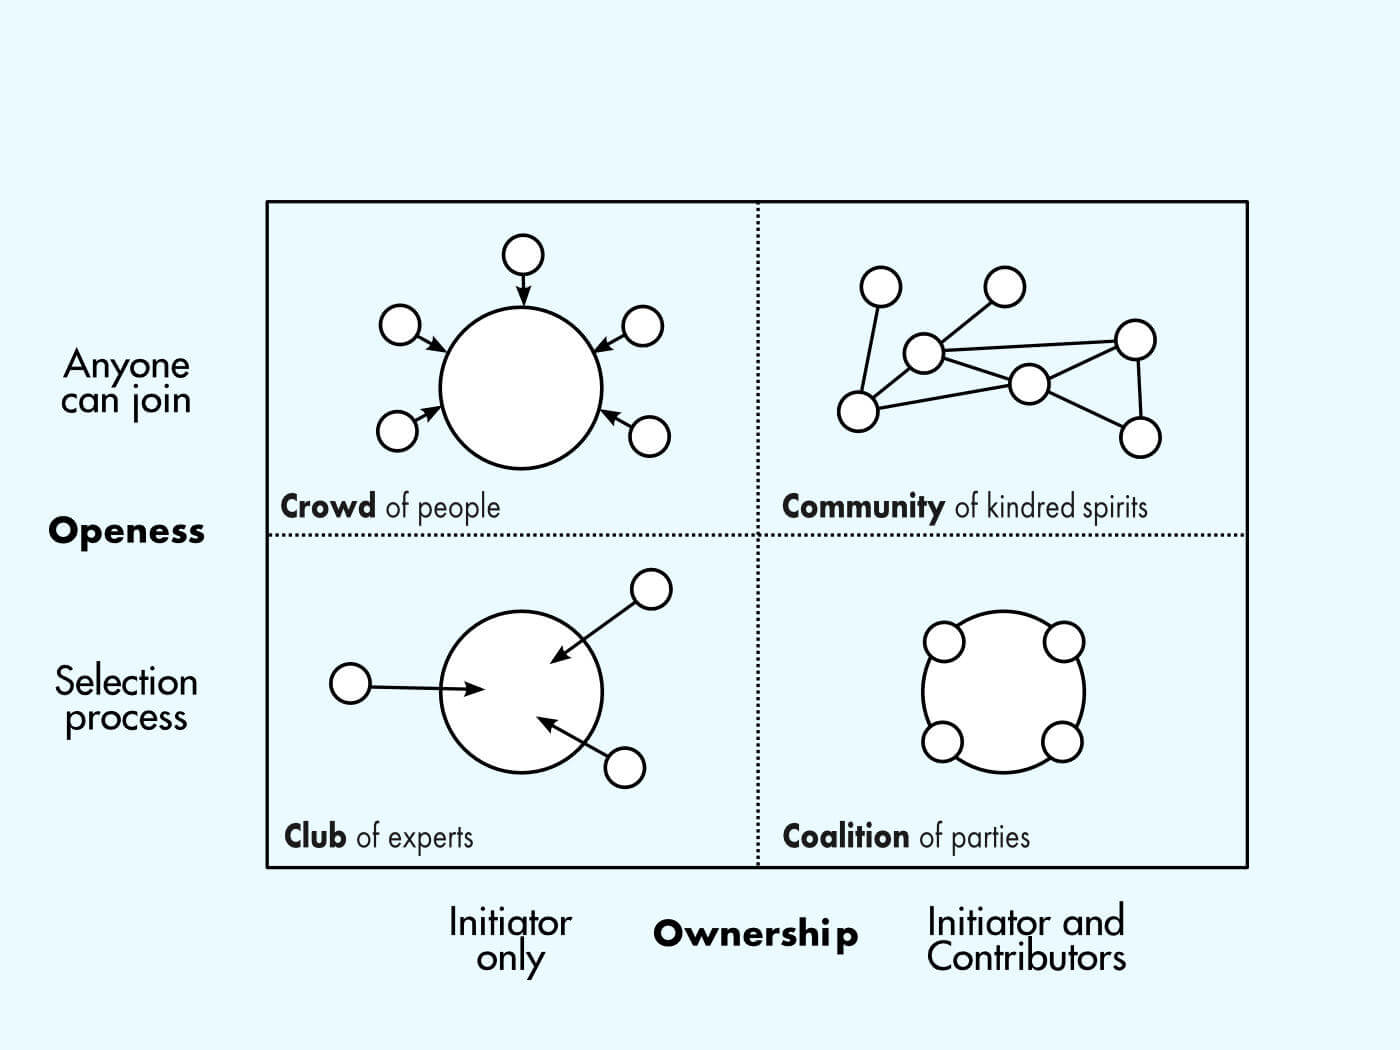 Anyone
can join
Crowd of people
Community of kindred spirits
Openess
Selection
process
Club of experts
Coalition of parties
Initiator
only
Ownership
Initiator and
Contributors